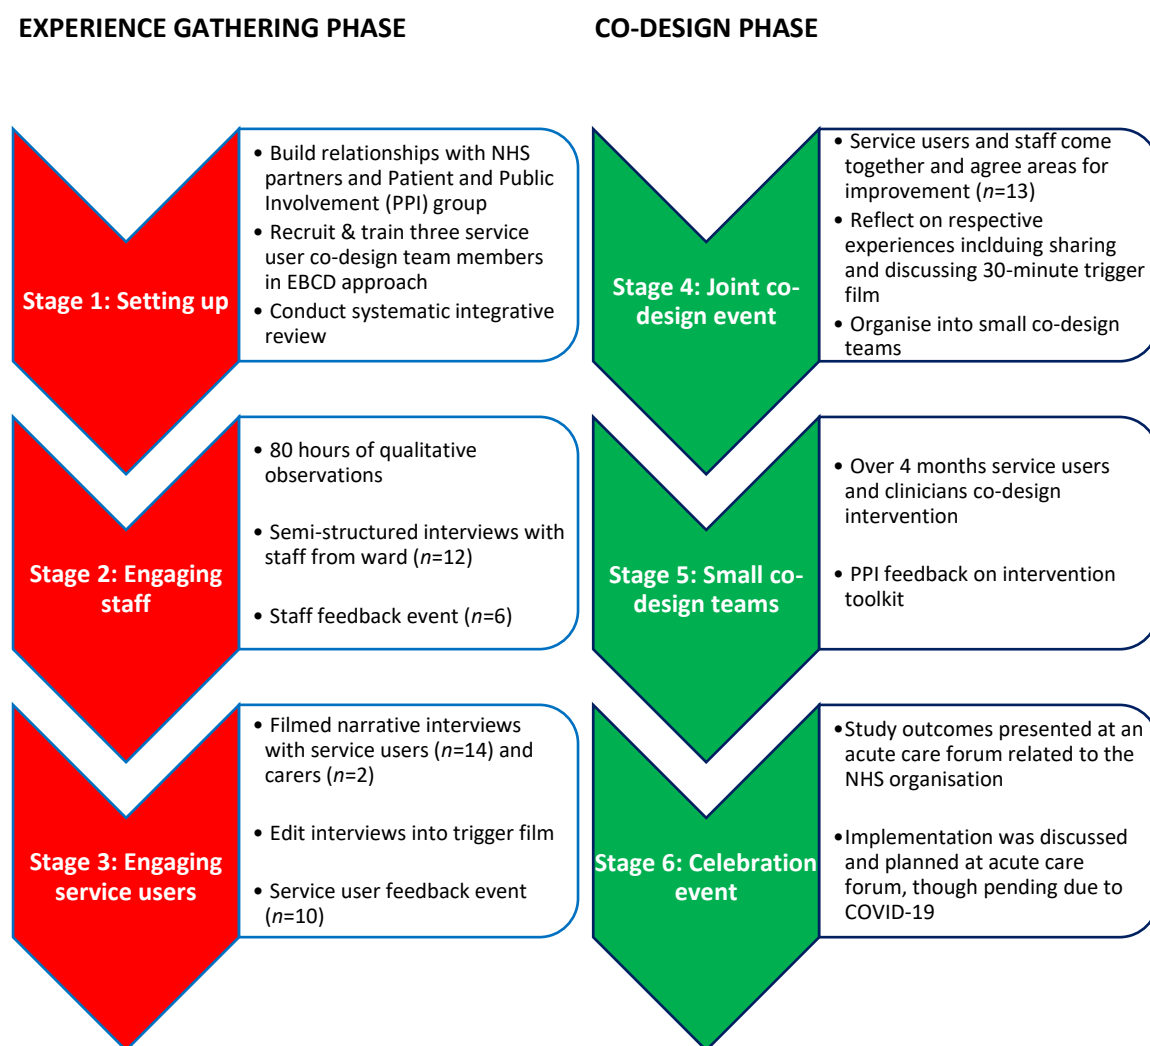 EXPERIENCE GATHERING PHASE
Stage 1: Setting up
• Build relationships with NHS
partners and Patient and Public
Involvement (PPI) group
• Recruit & train three service
user co-design team members
in EBCD approach
• Conduct systematic integrative
review
Stage 2: Engaging
staff
• 80 hours of qualitative
observations
• Semi-structured interviews with
staff from ward (n=12)
• Staff feedback event (n=6)
Stage 3: Engaging
service users
• Filmed narrative interviews
with service users (n=14) and
carers (n=2)
• Edit interviews into trigger film
• Service user feedback event
(n=10)
CO-DESIGN PHASE
Stage 4: Joint co-
design event
• Service users and staff come
together and agree areas for
improvement (n=13)
• Reflect on respective
experiences inclduing sharing
and discussing 30-minute trigger
film
• Organise into small co-design
teams
Stage 5: Small co-
design teams
• Over 4 months service users
and clinicians co-design
intervention
• PPI feedback on intervention
toolkit
Stage 6: Celebration
event
•Study outcomes presented at an
acute care forum related to the
NHS organisation
•Implementation was discussed
and planned at acute care
forum, though pending due to
COVID-19